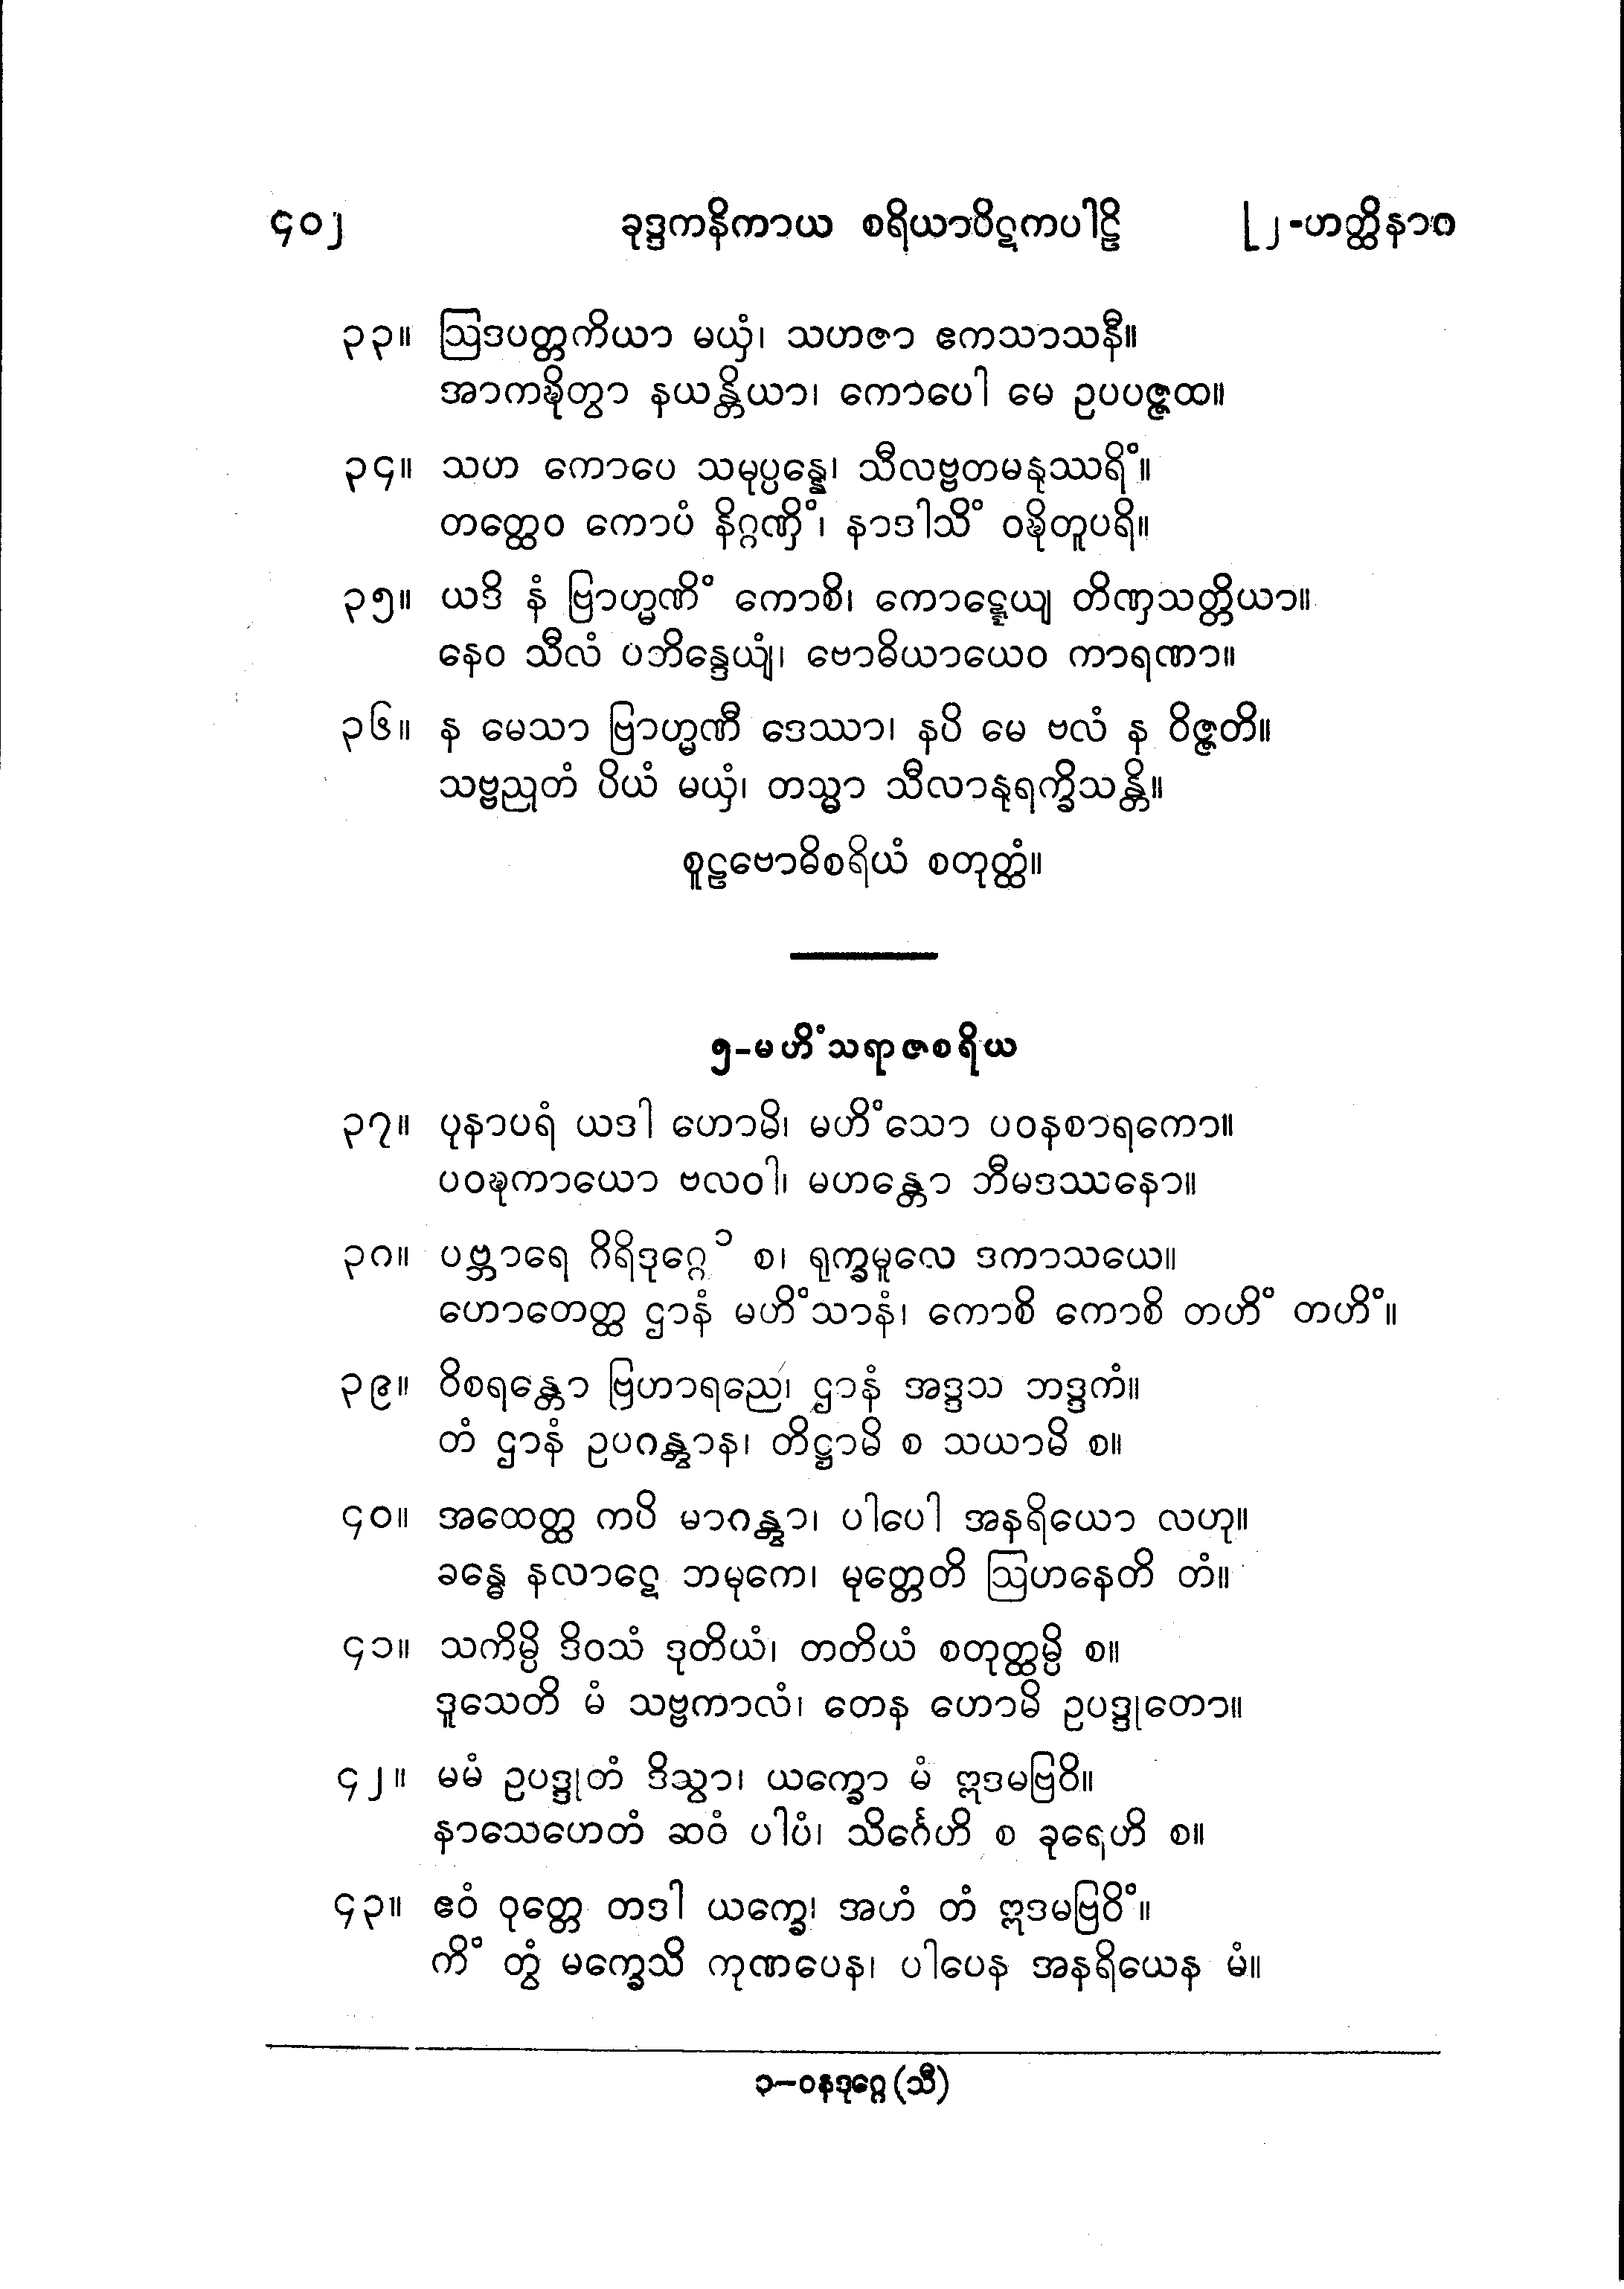 ၄၀၂ ခုဒ္ဒကနိကာယ စရိယာပိဋကပါဠိ [၂-ဟတ္ထိနာဂ
၃၃။ ဩဒပတ္တကိယာ မယှံ၊ သဟဇာ ဧကသာသနီ။
အာကဍ္ဎိတွာ နယန္တိယာ၊ ကောပေါ မေ ဥပပဇ္ဇထ။
၃၄။ သဟ ကောပေ သမုပ္ပန္နေ၊ သီလဗ္ဗတမနုဿရိံ။
တတ္ထေဝ ကောပံ နိဂ္ဂဏှိံ၊ နာဒါသိံ ဝဍ္ဎိတူပရိ။
၃၅။ ယဒိ နံ ဗြာဟ္မဏိံ ကောစိ၊ ကောဋ္ဋေယျ တိဏှသတ္တိယာ။
နေဝ သီလံ ပဘိန္ဒေယျံ၊ ဗောဓိယာယေဝ ကာရဏာ။
၃၆။ န မေသာ ဗြာဟ္မဏီ ဒေဿာ၊ နပိ မေ ဗလံ န ဝိဇ္ဇတိ။
သဗ္ဗညုတံ ပိယံ မယှံ၊ တသ္မာ သီလာနုရက္ခိသန္တိ။
စူဠဗောဓိစရိယံ စတုတ္ထံ။
၅-မဟိံသရာဇစရိယ
၃၇။ ပုနာပရံ ယဒါ ဟောမိ၊ မဟိံသော ပဝနစာရကော။
ပဝဍ္ဎကာယော ဗလဝါ၊ မဟန္တော ဘီမဒဿနော။
၃၈။ ပဗ္ဘာရေ ဂိရိဒုဂ္ဂေ ၁ စ၊ ရုက္ခမူလေ ဒကာသယေ။
ဟောတေတ္ထ ဌာနံ မဟိံသာနံ၊ ကောစိ ကောစိ တဟိံ တဟိံ။
၃၉။ ဝိစရန္တော ဗြဟာရညေ၊ ဌာနံ အဒ္ဒသ ဘဒ္ဒကံ။
တံ ဌာနံ ဥပဂန္တွာန၊ တိဋ္ဌာမိ စ သယာမိ စ။
၄၀။ အထေတ္ထ ကပိ မာဂန္တွာ၊ ပါပေါ အနရိယော လဟု။
ခန္ဓေ နလာဋေ ဘမုကေ၊ မုတ္တေတိ ဩဟနေတိ တံ။
၄၁။ သကိမ္ပိ ဒိဝသံ ဒုတိယံ၊ တတိယံ စတုတ္ထမ္ပိ စ။
ဒူသေတိ မံ သဗ္ဗကာလံ၊ တေန ဟောမိ ဥပဒ္ဒုတော။
၄၂။ မမံ ဥပဒ္ဒုတံ ဒိသွာ၊ ယက္ခော မံ ဣဒမဗြဝိ။
နာသေဟေတံ ဆဝံ ပါပံ၊ သိင်္ဂေဟိ စ ခုရေဟိ စ။
၄၃။ ဧဝံ ဝုတ္တေ တဒါ ယက္ခေ၊ အဟံ တံ ဣဒမဗြဝိံ။
ကိံ တွံ မက္ခေသိ ကုဏပေန၊ ပါပေန အနရိယေန မံ။
၁-ဝနဒုဂ္ဂေ (သီ)